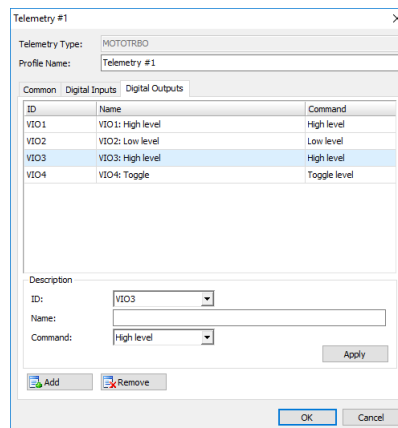 Telemetry #1
Telemetry Type: MOTOTRBO
Profile Name: Telemetry #1
Common Digital Inputs Digital Outputs
ID Name Command
VIO1 VIO1: High level High level
VIO2 VIO2: Low level Low level
VIO3 VIO3: High level High level
VIO4 VIO4: Toggle Toggle level
Description
ID: VIO3
Name:
Command: High level
Apply
Add Remove
OK Cancel